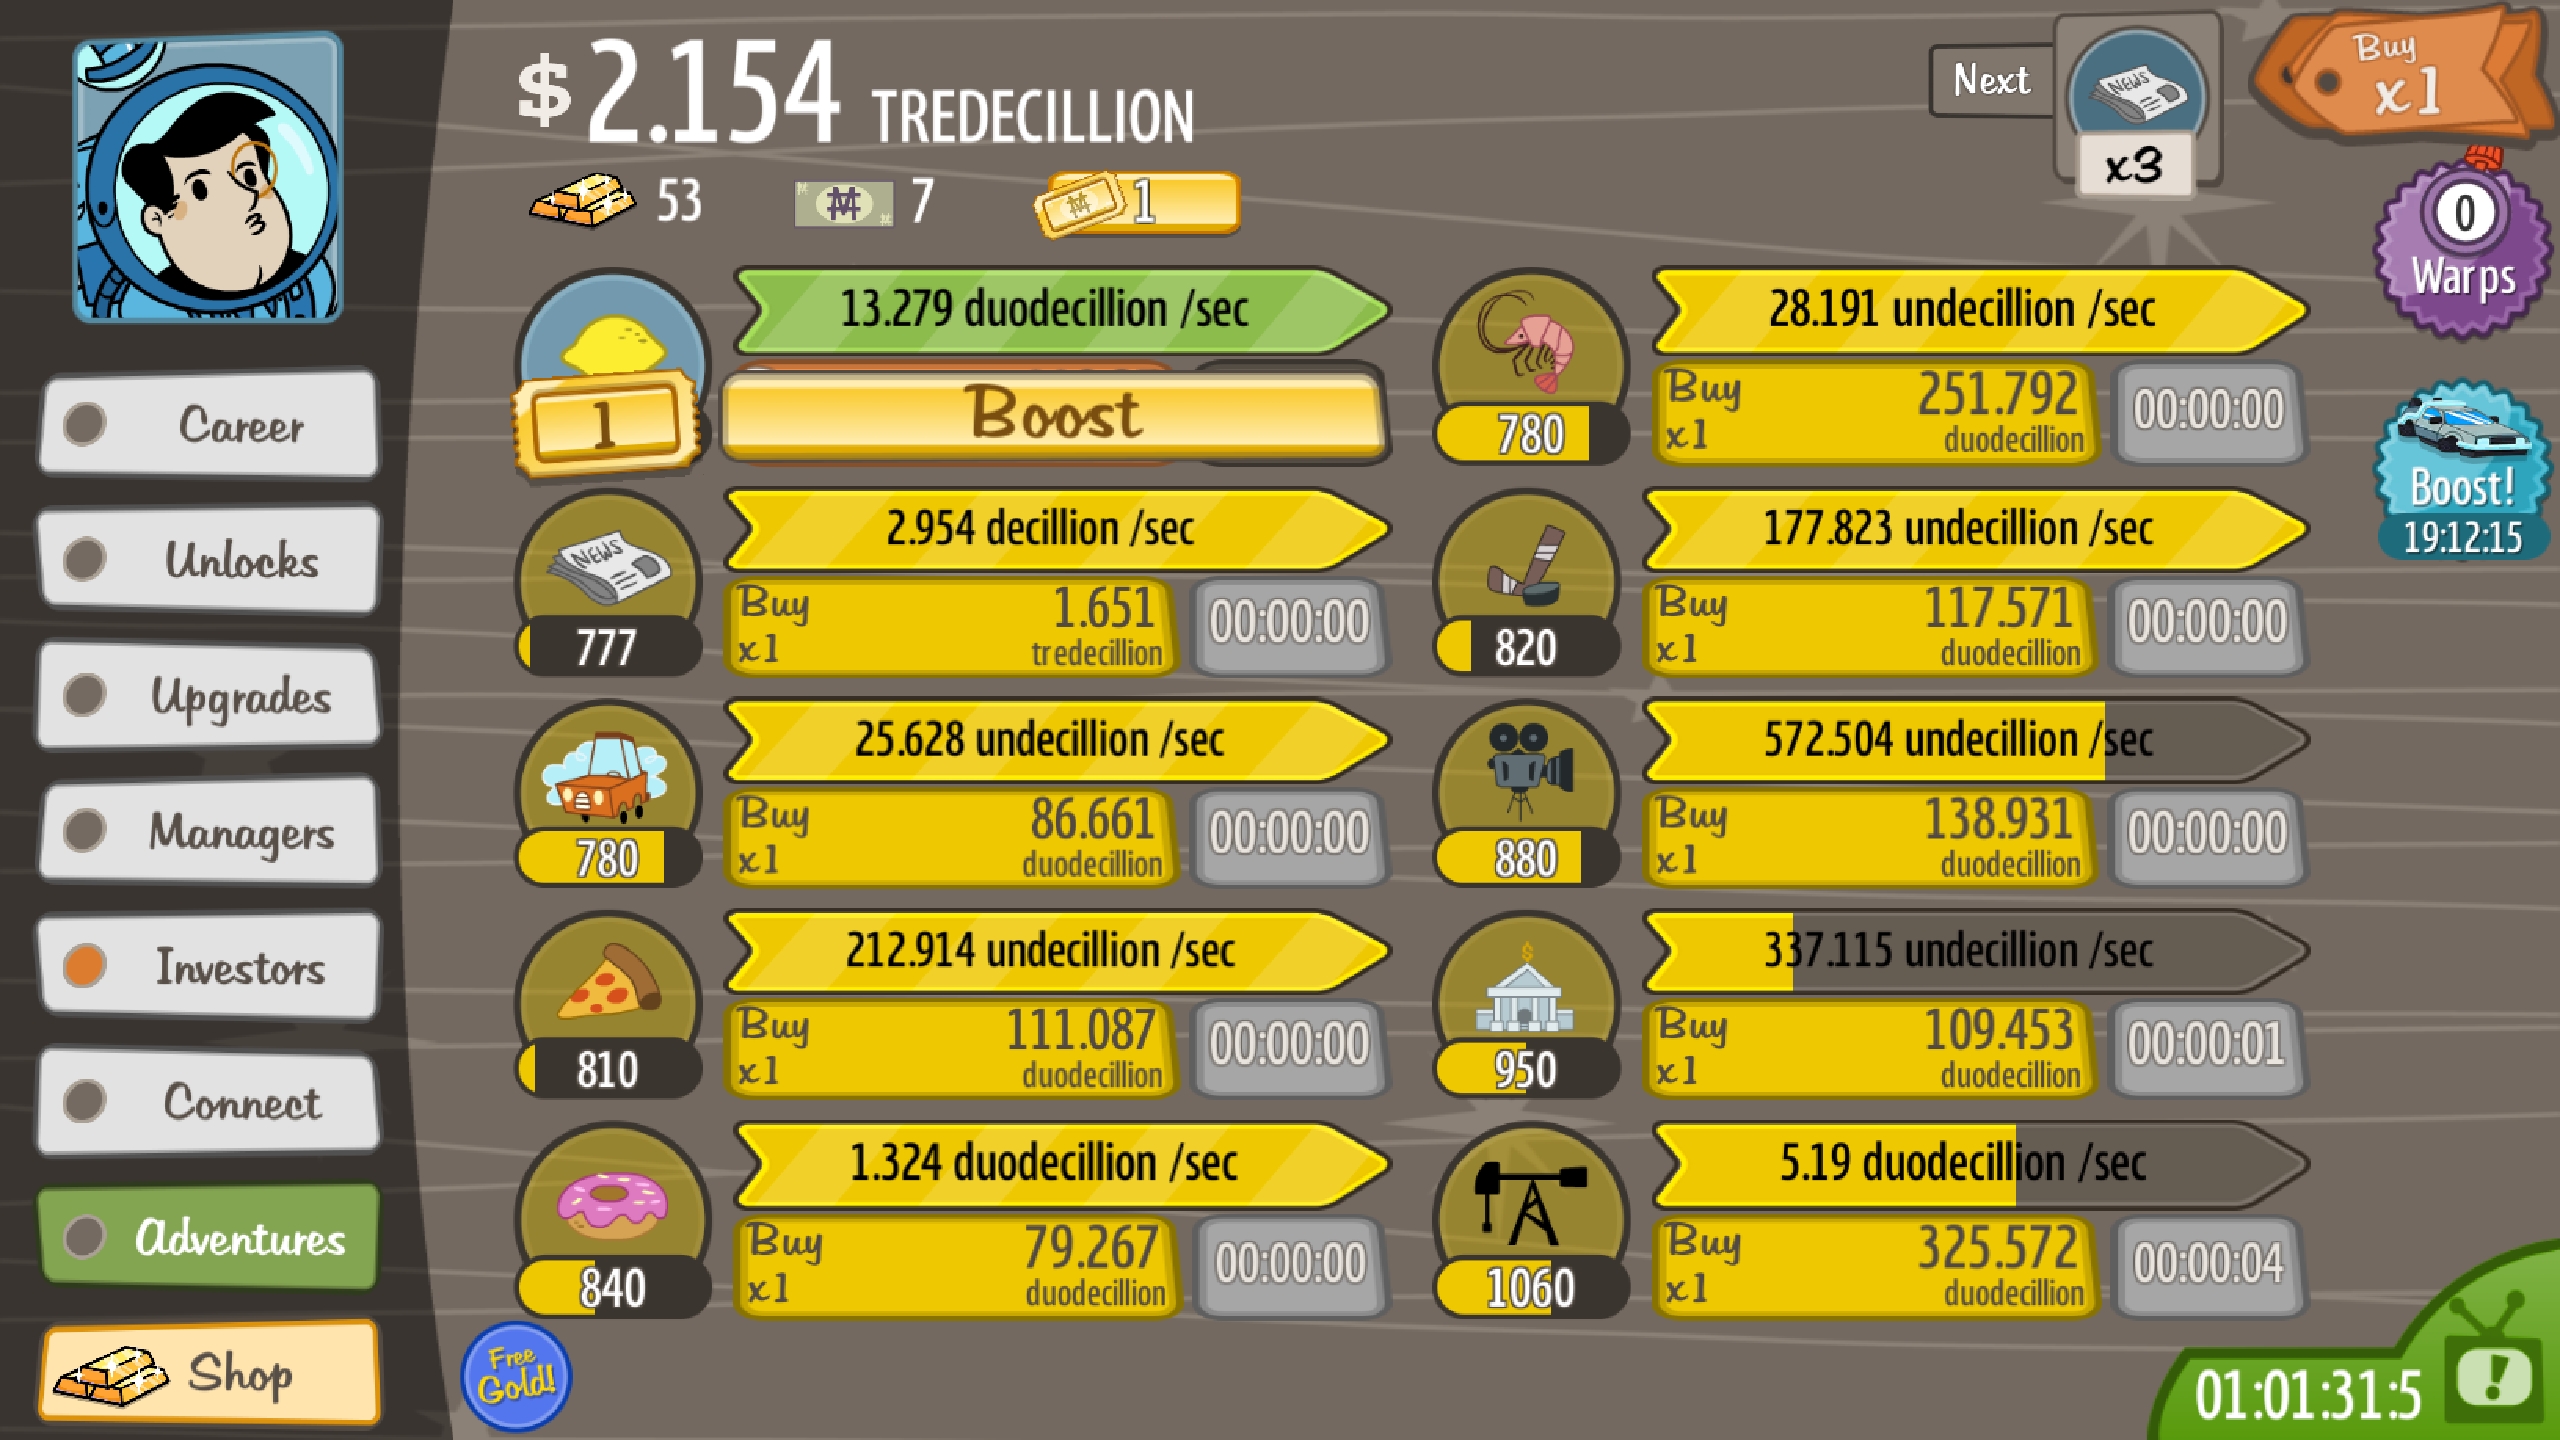 $2.154 TREDECILLION
53
7
1
Next
x3
Buy
x1
0
Warps
Boost!
19:12:15
Career
Unlocks
Upgrades
Managers
Investors
Connect
Adventures
Shop
13.279 duodecillion /sec
1
Boost
NEWS
2.954 decillion /sec
777
Buy
x1
1.651
tredecillion
00:00:00
25.628 undecillion /sec
780
Buy
x1
86.661
duodecillion
00:00:00
212.914 undecillion /sec
810
Buy
x1
111.087
duodecillion
00:00:00
1.324 duodecillion /sec
840
Buy
x1
79.267
duodecillion
00:00:00
28.191 undecillion /sec
780
Buy
x1
251.792
duodecillion
00:00:00
177.823 undecillion /sec
820
Buy
x1
117.571
duodecillion
00:00:00
572.504 undecillion /sec
880
Buy
x1
138.931
duodecillion
00:00:00
337.115 undecillion /sec
950
Buy
x1
109.453
duodecillion
00:00:01
5.19 duodecillion /sec
1060
Buy
x1
325.572
duodecillion
00:00:04
Free
Gold!
01:01:31:5